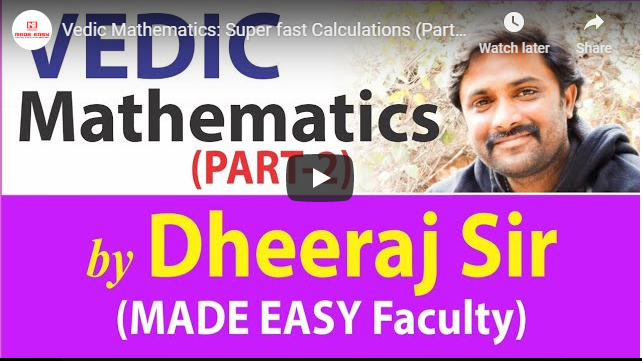 MADE EASY
Vedic Mathematics: Super fast Calculations (Part...
Watch later
Share
VEDIC
Mathematics
(PART-2)
by Dheeraj Sir
(MADE EASY Faculty)